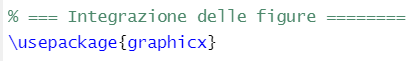 % === Integrazione delle figure ========
\usepackage{graphicx}